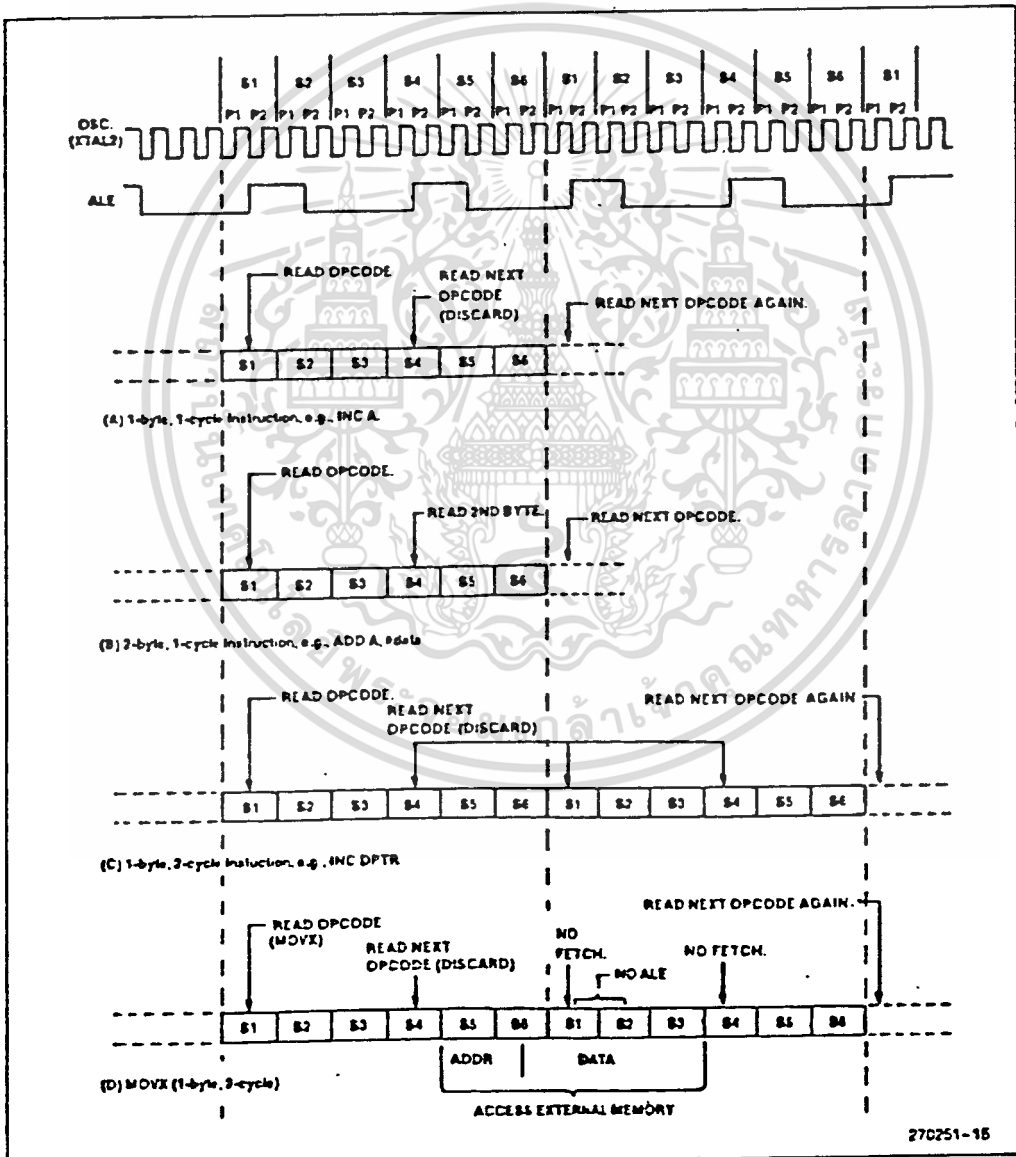 S1 S2 S3 S4 S5 S6 S1 S2 S3 S4 S5 S6 S1
P1 P2 P1 P2 P1 P2 P1 P2 P1 P2 P1 P2 P1 P2 P1 P2 P1 P2 P1 P2 P1 P2 P1 P2 P1 P2
OSC.
(XTAL2)
ALE
READ OPCODE
READ NEXT
OPCODE
(DISCARD)
READ NEXT OPCODE AGAIN.
S1 S2 S3 S4 S5 S6
(A) 1-byte, 1-cycle instruction, e.g., INC A.
READ OPCODE.
READ 2ND BYTE.
READ NEXT OPCODE.
S1 S2 S3 S4 S5 S6
(B) 2-byte, 1-cycle instruction, e.g., ADD A, #data
READ OPCODE.
READ NEXT
OPCODE (DISCARD)
READ NEXT OPCODE AGAIN
S1 S2 S3 S4 S5 S6 S1 S2 S3 S4 S5 S6
(C) 1-byte, 2-cycle instruction, e.g., INC DPTR
READ OPCODE
(MOVX)
READ NEXT
OPCODE (DISCARD)
NO
FETCH.
NO ALE
NO FETCH.
READ NEXT OPCODE AGAIN.
S1 S2 S3 S4 S5 S6 S1 S2 S3 S4 S5 S6
ADDR DATA
ACCESS EXTERNAL MEMORY
(D) MOVX (1-byte, 2-cycle)
270251-15